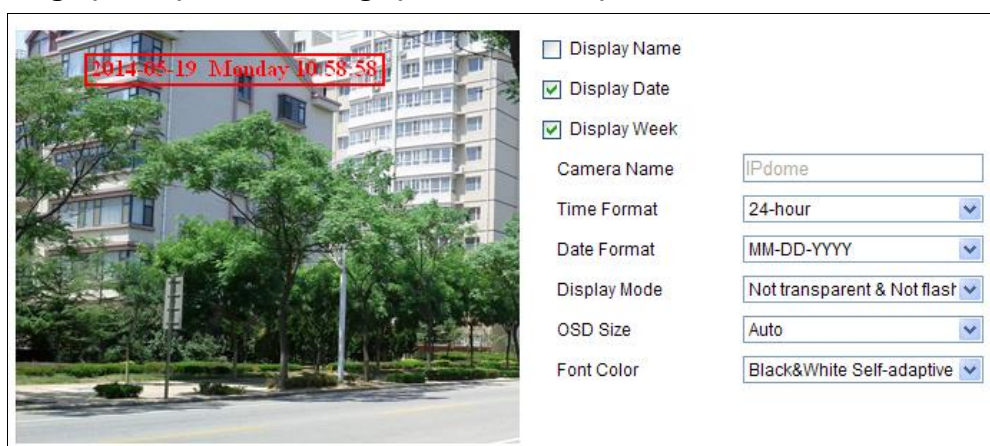 2014-05-19 Monday 10:58:58
Display Name
Display Date
Display Week
Camera Name IPdome
Time Format 24-hour
Date Format MM-DD-YYYY
Display Mode Not transparent & Not flash
OSD Size Auto
Font Color Black&White Self-adaptive